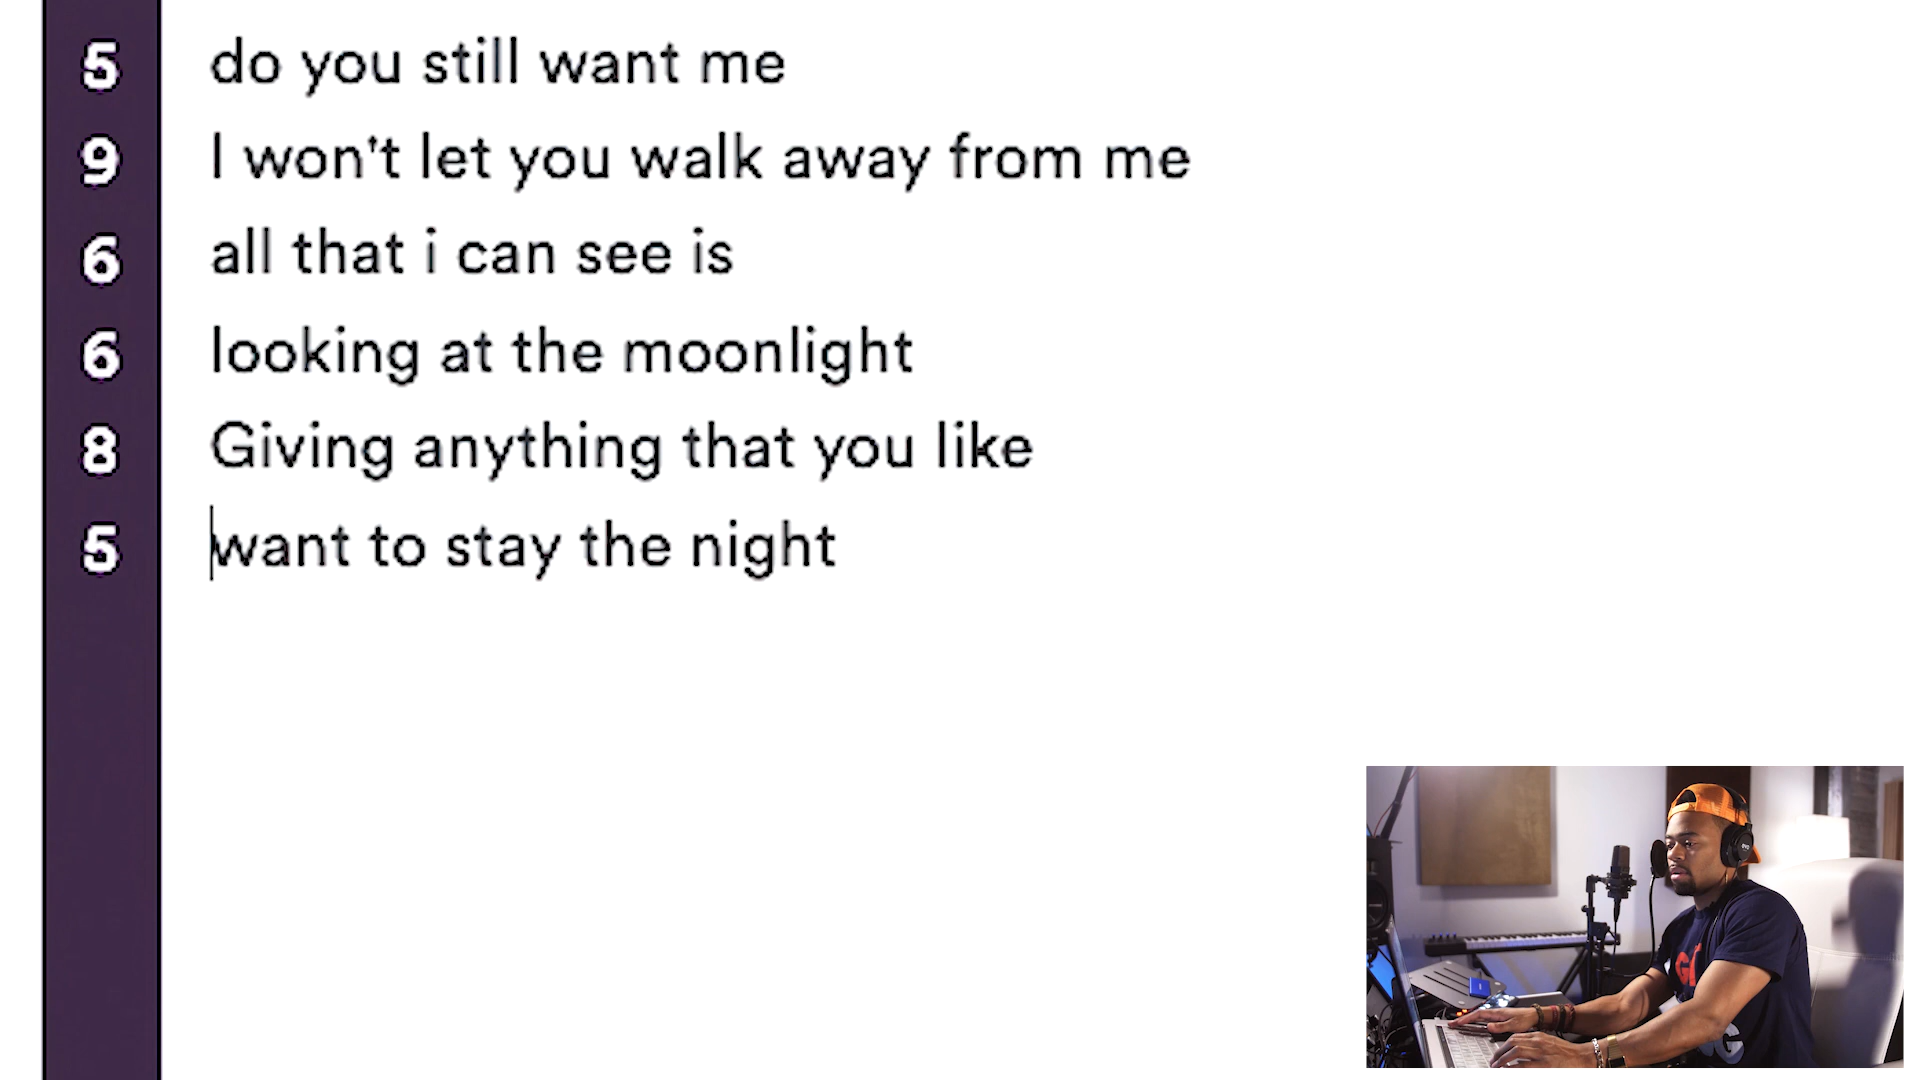 5 do you still want me
9 I won't let you walk away from me
6 all that i can see is
6 looking at the moonlight
8 Giving anything that you like
5 want to stay the night